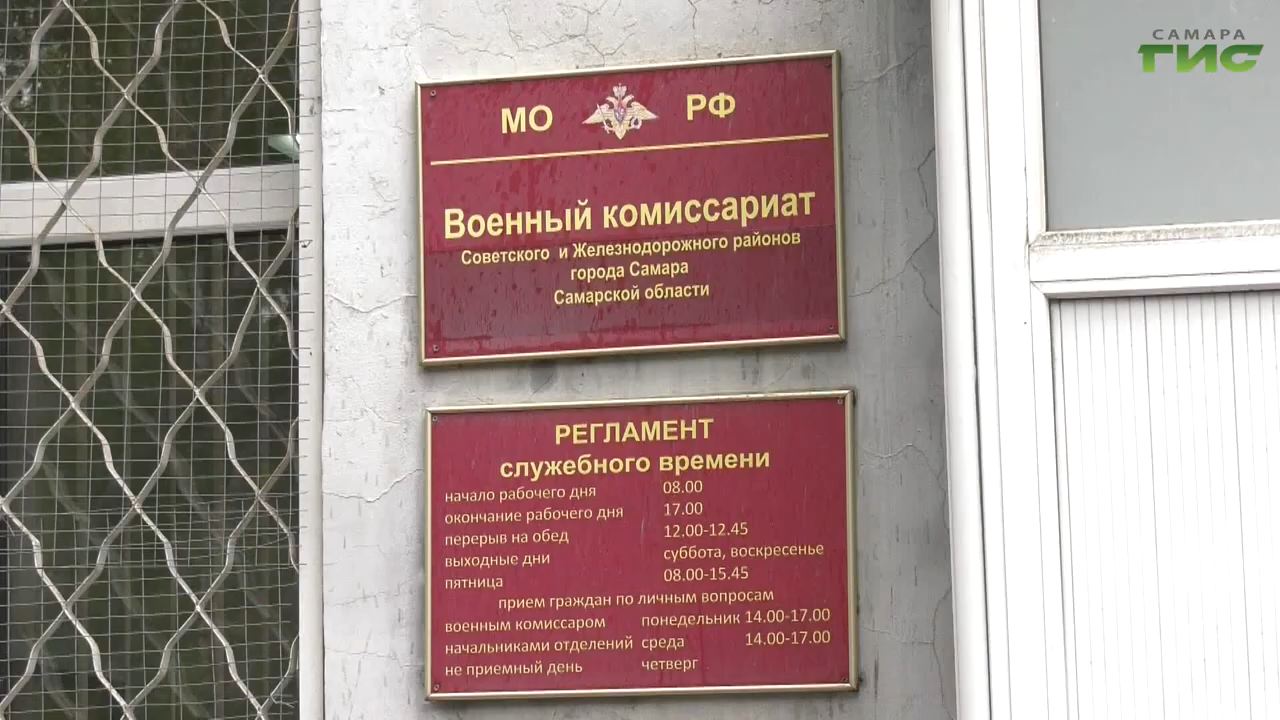 САМАРА
ГИС
МО РФ
Военный комиссариат
Советского и Железнодорожного районов
города Самара
Самарской области
РЕГЛАМЕНТ
служебного времени
начало рабочего дня 08.00
окончание рабочего дня 17.00
перерыв на обед 12.00-12.45
выходные дни суббота, воскресенье
пятница 08.00-15.45
прием граждан по личным вопросам
военным комиссаром понедельник 14.00-17.00
начальниками отделений среда 14.00-17.00
не приемный день четверг